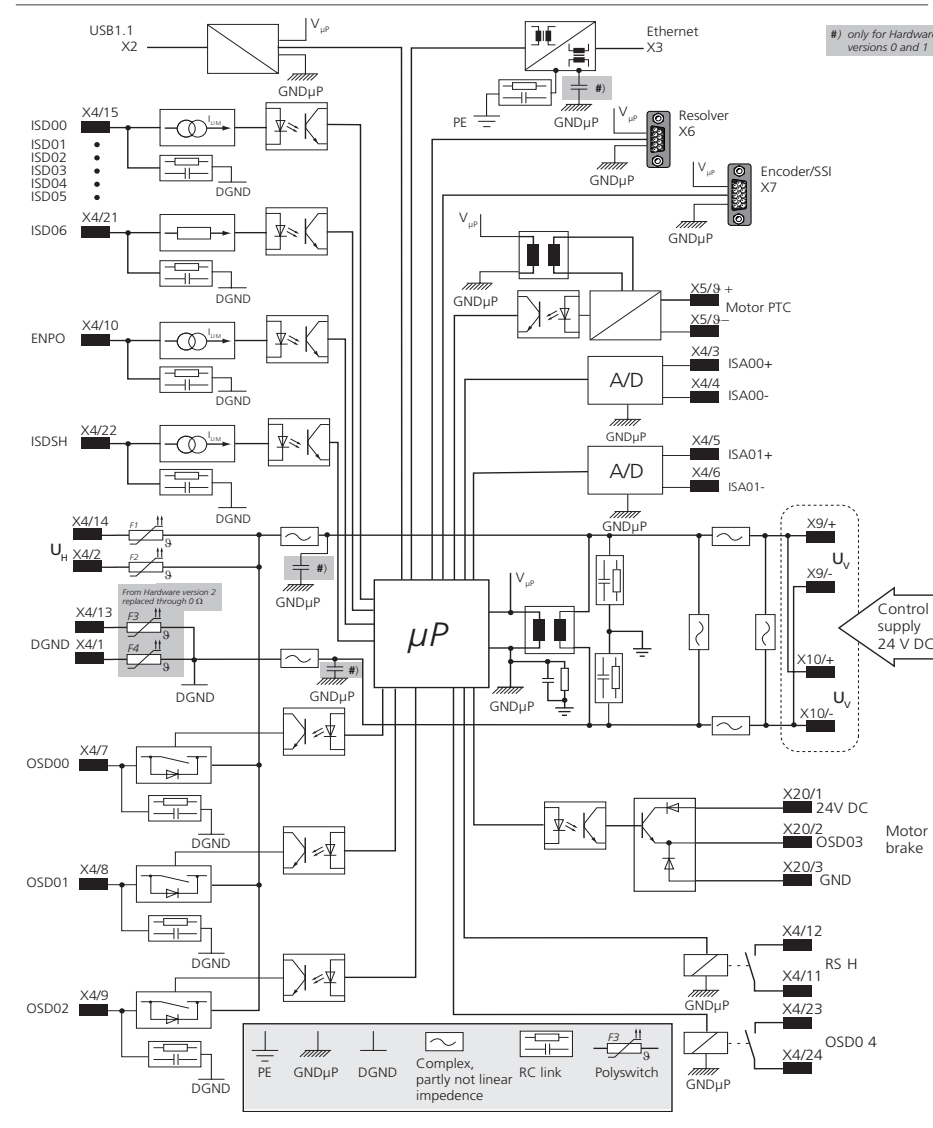 USB1.1
X2
VµP
GNDµP
Ethernet
X3
#) only for Hardware
versions 0 and 1
#)
PE
GNDµP
VµP
Resolver
X6
GNDµP
VµP
Encoder/SSI
X7
GNDµP
X4/15
ISD00
ISD01
ISD02
ISD03
ISD04
ISD05
ILIM
DGND
X4/21
ISD06
DGND
VµP
GNDµP
X5/ϑ +
Motor PTC
X5/ϑ−
X4/10
ENPO
ILIM
DGND
A/D
X4/3
ISA00+
X4/4
ISA00-
GNDµP
X4/22
ISDSH
ILIM
DGND
A/D
X4/5
ISA01+
X4/6
ISA01-
GNDµP
X4/14
F1
ϑ
UH
X4/2
F2
ϑ
#)
GNDµP
From Hardware version 2
replaced through 0 Ω
X4/13
F3
ϑ
DGND
X4/1
F4
ϑ
DGND
#)
GNDµP
µP
VµP
GNDµP
X9/+
UV
X9/-
Control
supply
24 V DC
X10/+
UV
X10/-
X4/7
OSD00
DGND
X4/8
OSD01
DGND
X4/9
OSD02
DGND
X20/1
24V DC
X20/2
OSD03
Motor
brake
X20/3
GND
X4/12
RS H
X4/11
GNDµP
X4/23
OSD0 4
X4/24
GNDµP
PE
GNDµP
DGND
Complex,
partly not linear
impedence
RC link
F3
ϑ
Polyswitch